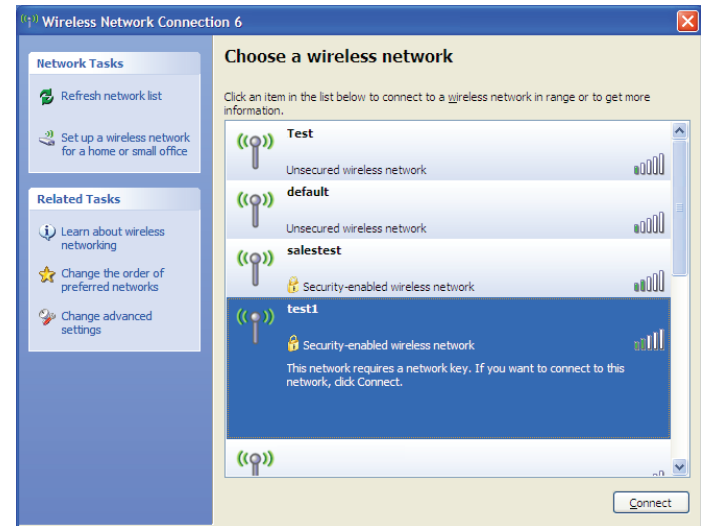 Wireless Network Connection 6
Network Tasks
Refresh network list
Set up a wireless network
for a home or small office
Related Tasks
Learn about wireless
networking
Change the order of
preferred networks
Change advanced
settings
Choose a wireless network
Click an item in the list below to connect to a wireless network in range or to get more
information.
Test
Unsecured wireless network
default
Unsecured wireless network
salestest
Security-enabled wireless network
test1
Security-enabled wireless network
This network requires a network key. If you want to connect to this
network, click Connect.
Connect